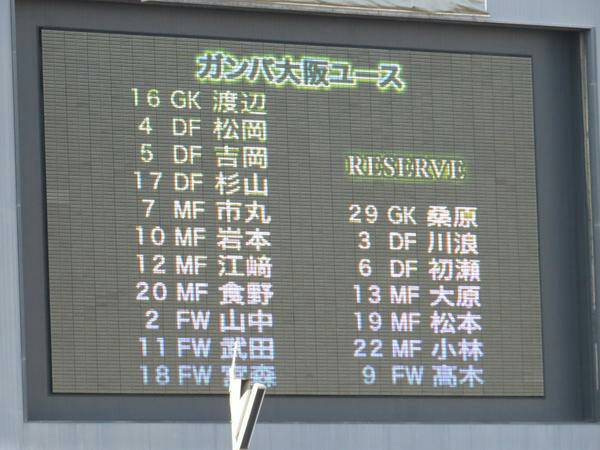 ガンバ大阪ユース
16 GK 渡辺
4 DF 松岡
5 DF 吉岡
17 DF 杉山
7 MF 市丸
10 MF 岩本
12 MF 江﨑
20 MF 食野
2 FW 山中
11 FW 武田
18 FW 森
RESERVE
29 GK 桑原
3 DF 川浪
6 DF 初瀬
13 MF 大原
19 MF 松本
22 MF 小林
9 FW 高木